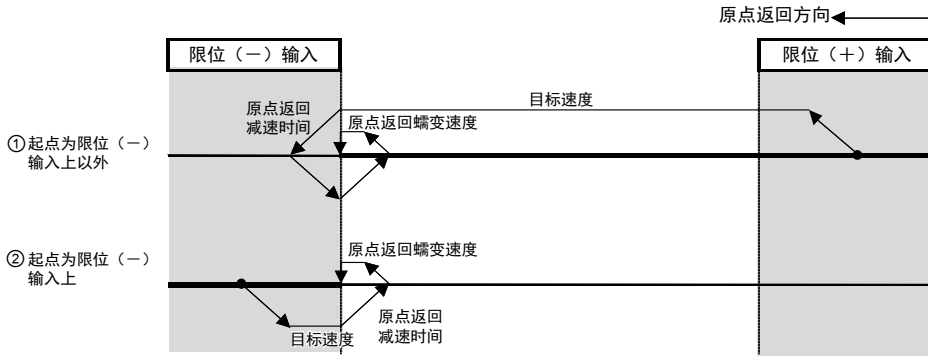 原点返回方向
限位（－）输入
限位（＋）输入
目标速度
原点返回
减速时间
原点返回蠕变速度
①起点为限位（－）
输入上以外
②起点为限位（－）
输入上
原点返回蠕变速度
目标速度
原点返回
减速时间